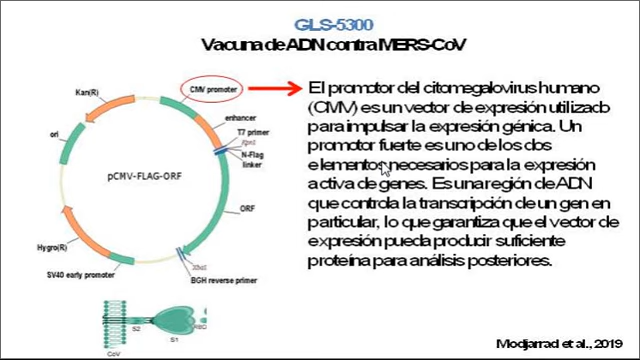 GLS-5300
Vacuna de ADN contra MERS-CoV
Kan(R)
CMV promoter
enhancer
T7 primer
KpnI
N-Flag
linker
ori
pCMV-FLAG-ORF
ORF
Hygro(R)
SV40 early promoter
XbaI
BGH reverse primer
El promotor del citomegalovirus humano
(CMV) es un vector de expresión utilizado
para impulsar la expresión génica. Un
promotor fuerte es uno de los dos
elementos necesarios para la expresión
activa de genes. Es una región de ADN
que controla la transcripción de un gen en
particular, lo que garantiza que el vector de
expresión pueda producir suficiente
proteína para análisis posteriores.
S2
S1
RBD
CoV
Modjarrad et al., 2019